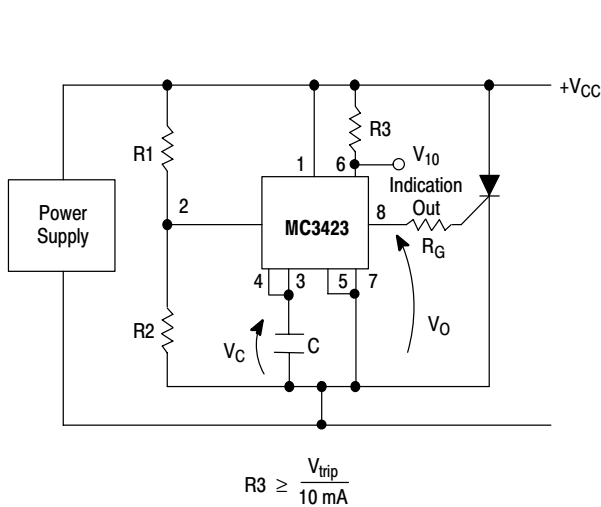 +VCC
R1
R3
1
6
V10
Indication
Out
Power
Supply
2
MC3423
8
RG
4
3
5
7
R2
VC
C
VO
R3 ≥ Vtrip
10 mA